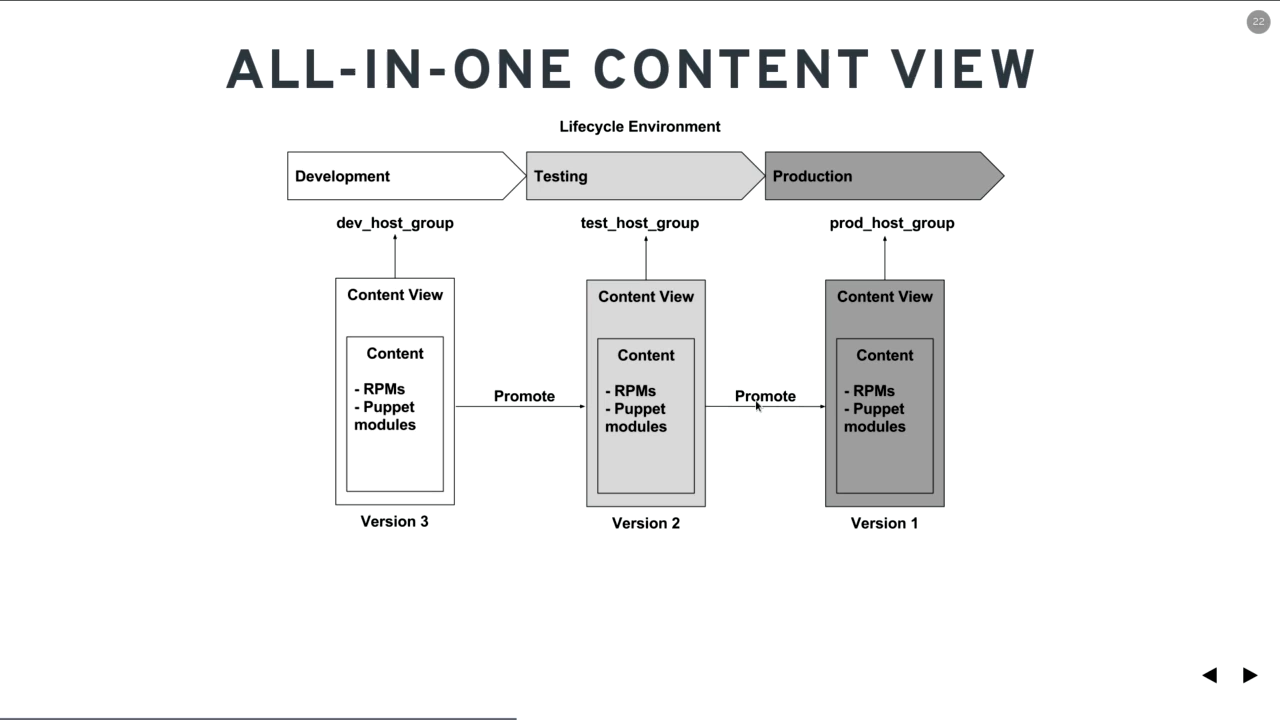 22
ALL-IN-ONE CONTENT VIEW
Lifecycle Environment
Development
Testing
Production
dev_host_group
test_host_group
prod_host_group
Content View
Content
- RPMs
- Puppet
modules
Version 3
Promote
Content View
Content
- RPMs
- Puppet
modules
Version 2
Promote
Content View
Content
- RPMs
- Puppet
modules
Version 1